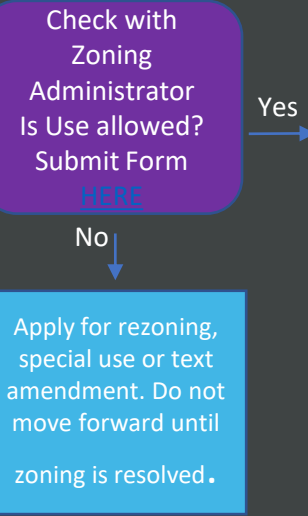 Check with
Zoning
Administrator
Is Use allowed?
Submit Form
HERE
Yes
No
Apply for rezoning,
special use or text
amendment. Do not
move forward until
zoning is resolved.